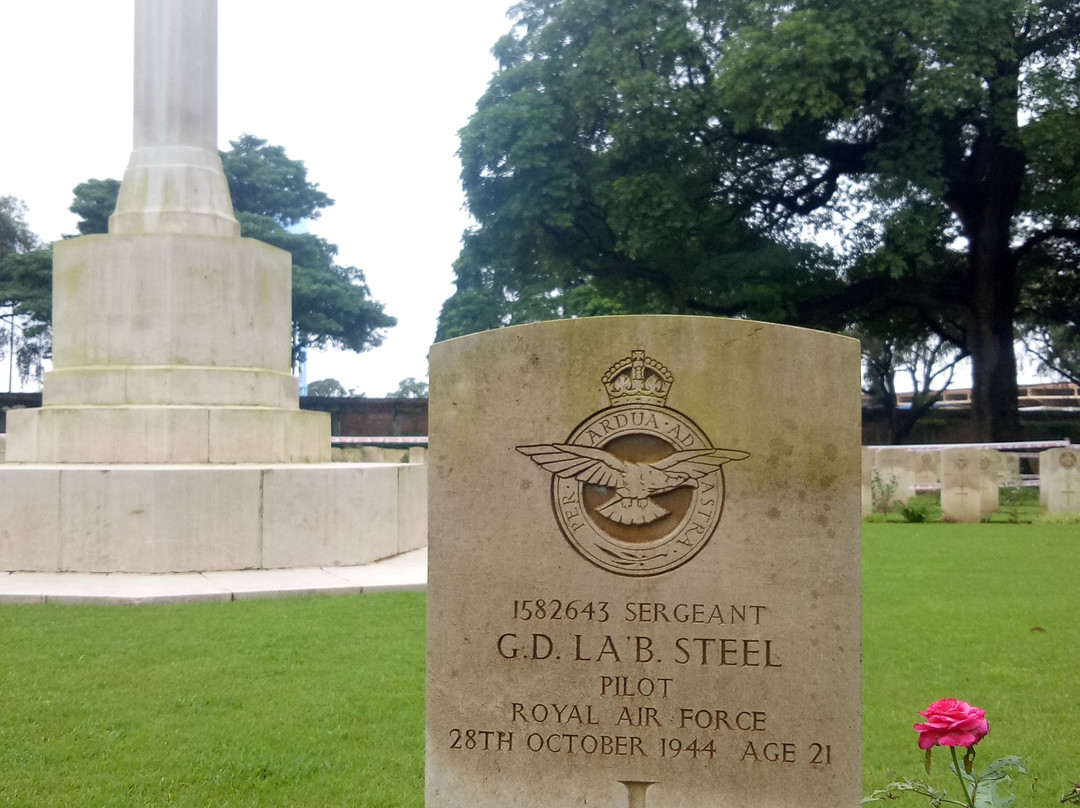 PER · ARDUA · AD ASTRA
1582643 SERGEANT
G.D. LA'B. STEEL
PILOT
ROYAL AIR FORCE
28TH OCTOBER 1944 AGE 21